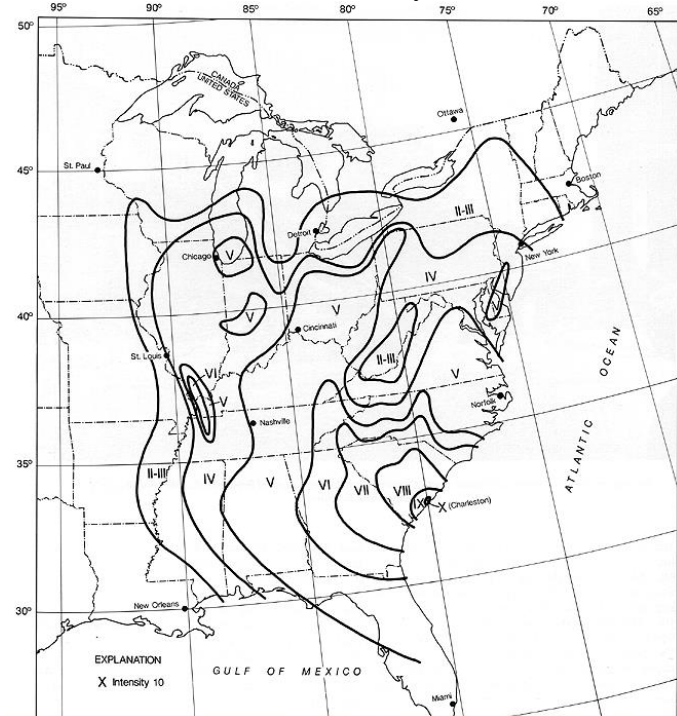 95°
90°
85°
80°
75°
70°
65°
50°
CANADA
UNITED STATES
Ottawa
St. Paul
45°
Boston
II-III
Detroit
Chicago
V
New York
IV
V
V
V
40°
Cincinnati
St. Louis
II-III
VI
V
V
Norfolk
Nashville
OCEAN
ATLANTIC
35°
II-III
IV
V
VI
VII
VIII
IX
X (Charleston)
30°
New Orleans
EXPLANATION
X Intensity 10
GULF OF MEXICO
Miami